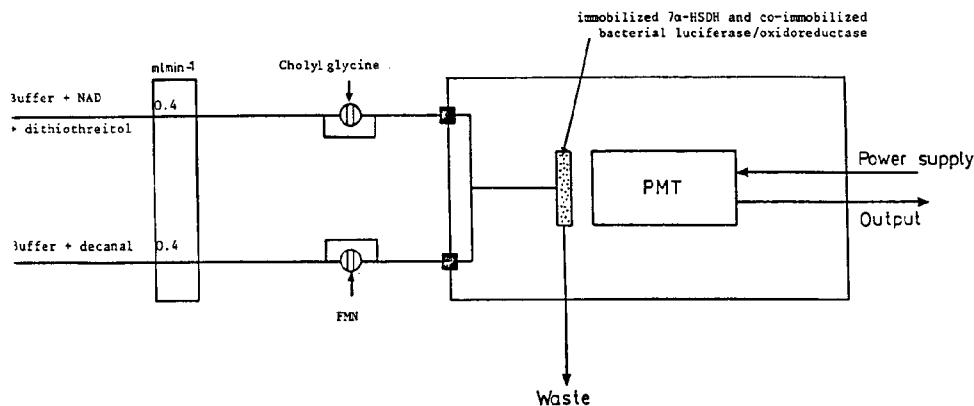 immobilized 7α-HSDH and co-immobilized
bacterial luciferase/oxidoreductase
mlmin-1
Cholyl glycine
Buffer + NAD
+ dithiothreitol
0.4
Power supply
PMT
Output
Buffer + decanal
0.4
FMN
Waste